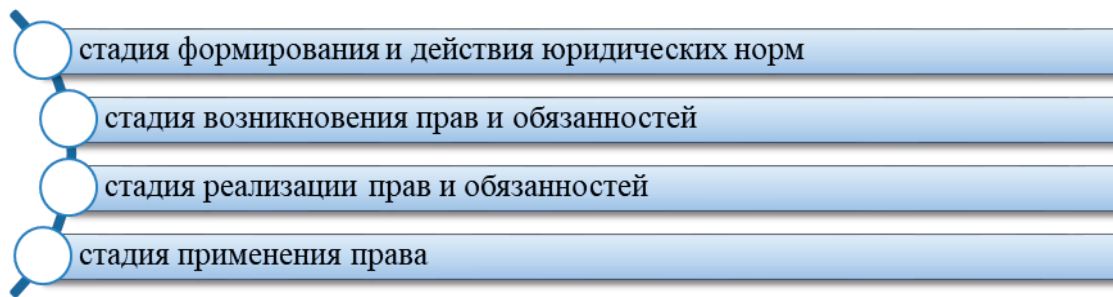 стадия формирования и действия юридических норм
стадия возникновения прав и обязанностей
стадия реализации прав и обязанностей
стадия применения права